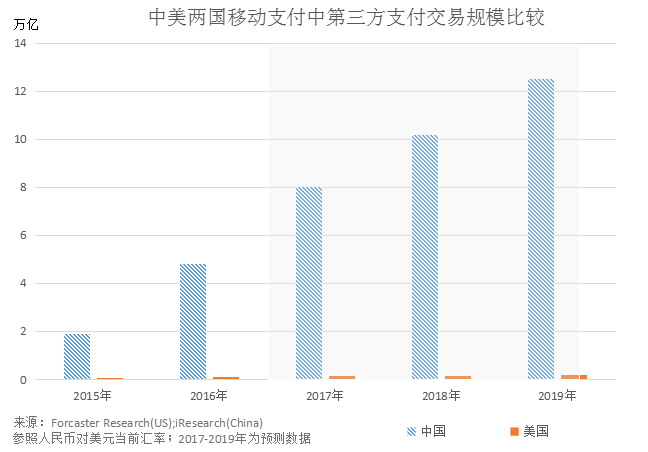 中美两国移动支付中第三方支付交易规模比较
万亿
14
12
10
8
6
4
2
0
2015年 2016年 2017年 2018年 2019年
来源：Forcaster Research(US);iResearch(China)
参照人民币对美元当前汇率；2017-2019年为预测数据
中国 美国